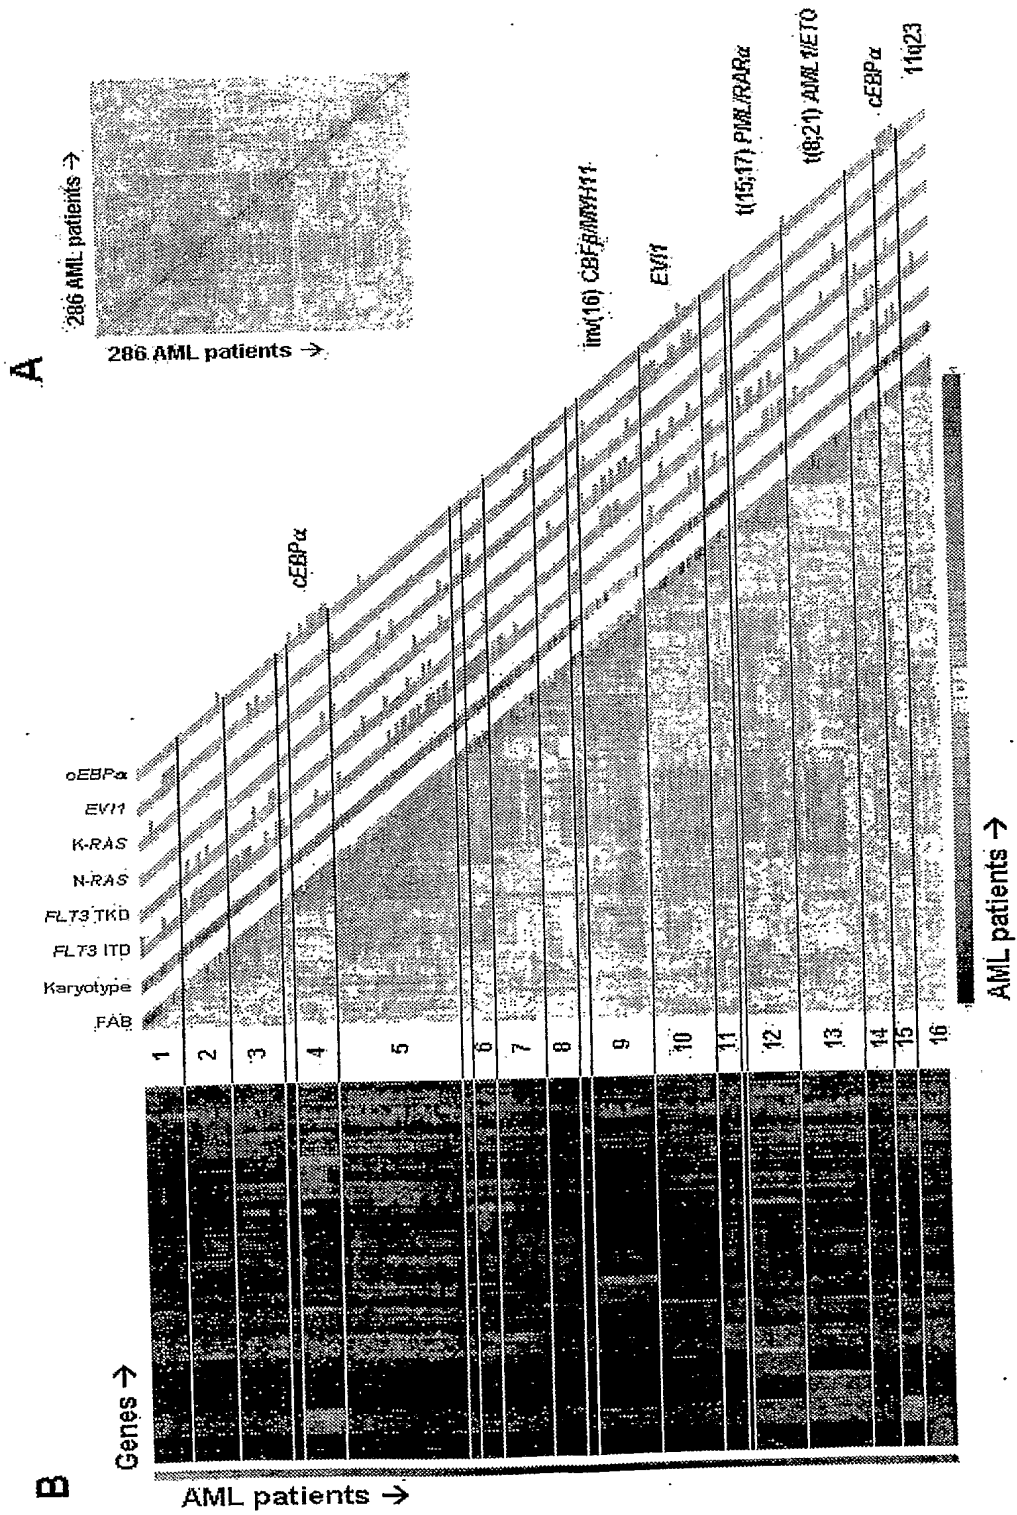 A
286 AML patients →
286 AML patients →
cEBPα
inv(16) CBFβ/MYH11
EVI1
t(15;17) PML/RARα
t(8;21) AML1/ETO
cEBPα
11q23
cEBPα
EVI1
K-RAS
N-RAS
FLT3 TKD
FLT3 ITD
Karyotype
FAB
1
2
3
4
5
6
7
8
9
10
11
12
13
14
15
16
AML patients →
B
Genes →
AML patients →